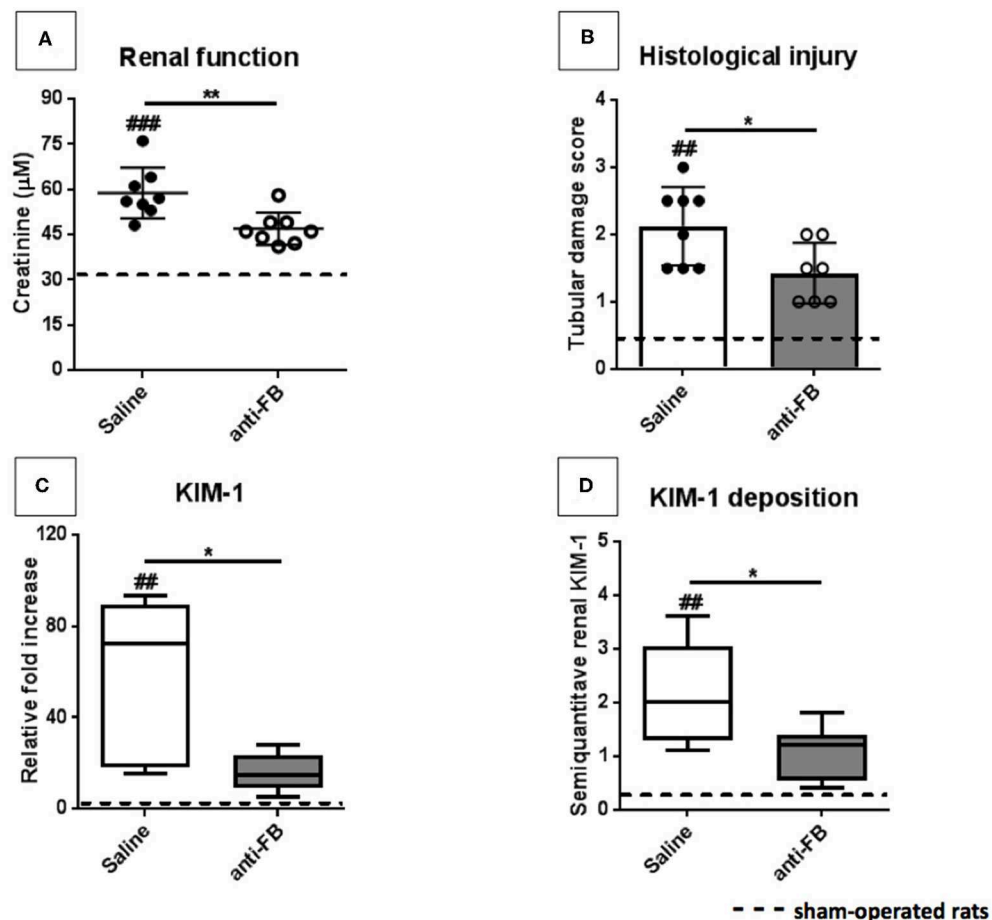 A
Renal function
**
###
Creatinine (µM)
90
75
60
45
30
15
0
Saline
anti-FB
B
Histological injury
*
##
Tubular damage score
4
3
2
1
0
Saline
anti-FB
C
KIM-1
*
##
Relative fold increase
120
80
40
0
Saline
anti-FB
D
KIM-1 deposition
*
##
Semiquantitave renal KIM-1
5
4
3
2
1
0
Saline
anti-FB
sham-operated rats